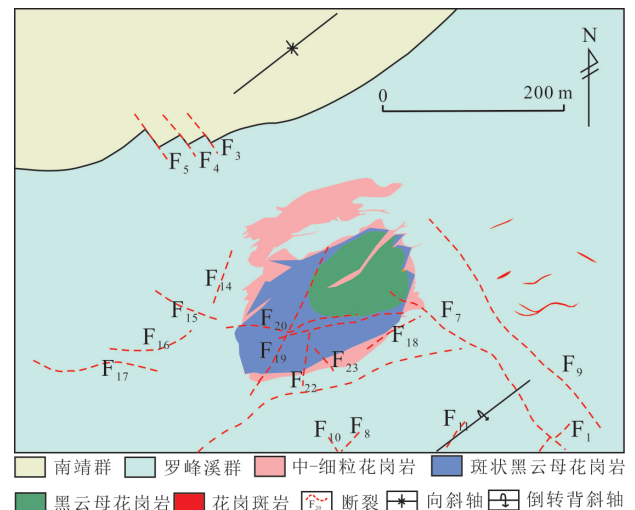 N
0 200 m
F3
F4
F5
F14
F15
F20
F7
F16
F18
F19
F17
F23
F22
F9
F11
F10
F8
F1
南靖群 罗峰溪群 中-细粒花岗岩 斑状黑云母花岗岩
黑云母花岗岩 花岗斑岩 F20 断裂 向斜轴 倒转背斜轴